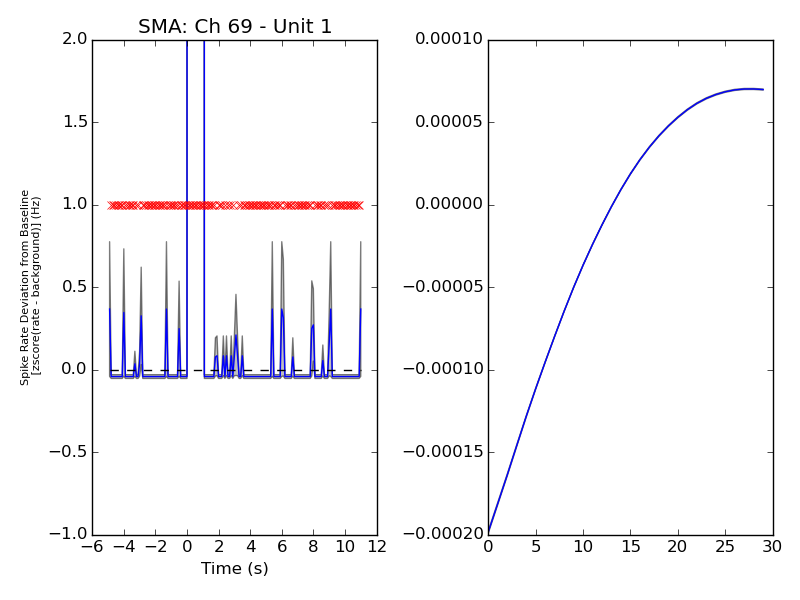 SMA: Ch 69 - Unit 1
2.0
1.5
1.0
0.5
0.0
−0.5
−1.0
−6 −4 −2 0 2 4 6 8 10 12
Time (s)
Spike Rate Deviation from Baseline
[zscore(rate - background)] (Hz)
0.00010
0.00005
0.00000
−0.00005
−0.00010
−0.00015
−0.00020
0 5 10 15 20 25 30